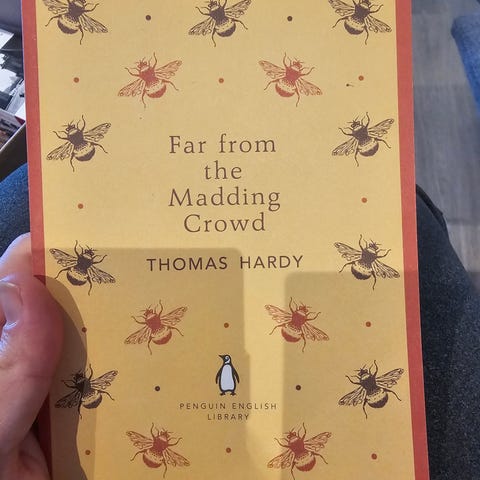 Far from
the
Madding
Crowd
THOMAS HARDY
PENGUIN ENGLISH
LIBRARY